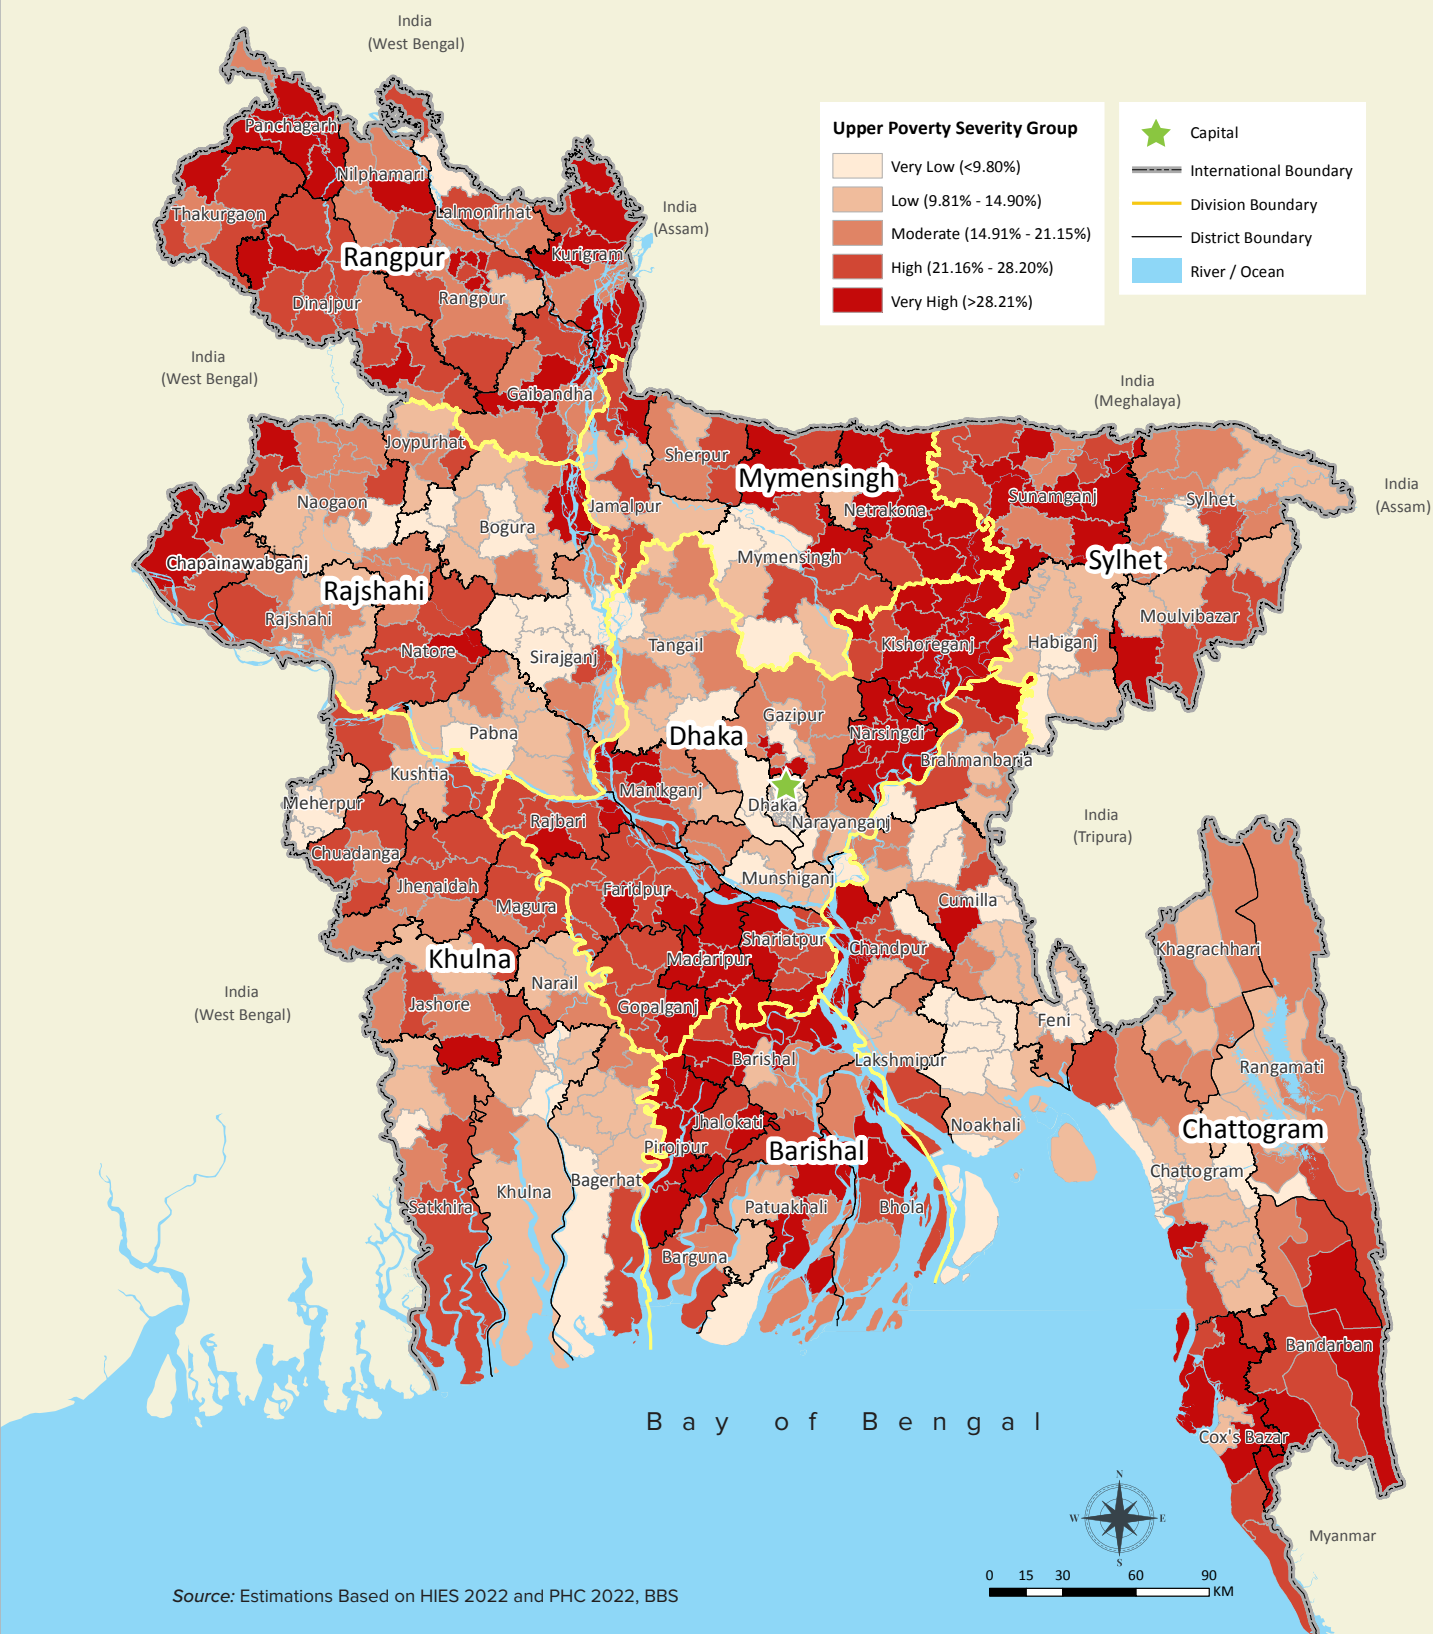 India
(West Bengal)
Upper Poverty Severity Group
Very Low (<9.80%)
Low (9.81% - 14.90%)
Moderate (14.91% - 21.15%)
High (21.16% - 28.20%)
Very High (>28.21%)
Capital
International Boundary
Division Boundary
District Boundary
River / Ocean
Panchagarh
Nilphamari
Thakurgaon
Lalmonirhat
India
(Assam)
Rangpur
Kurigram
Dinajpur
Rangpur
India
(West Bengal)
Gaibandha
India
(Meghalaya)
Joypurhat
Sherpur
Mymensingh
Naogaon
Bogura
Jamalpur
Netrakona
Sunamganj
Sylhet
India
(Assam)
Chapainawabganj
Mymensingh
Sylhet
Rajshahi
Rajshahi
Moulvibazar
Natore
Sirajganj
Tangail
Kishoreganj
Habiganj
Gazipur
Pabna
Dhaka
Narsingdi
Brahmanbaria
Kushtia
Manikganj
Meherpur
Dhaka
Rajbari
Narayanganj
India
(Tripura)
Chuadanga
Jhenaidah
Faridpur
Munshiganj
Magura
Cumilla
Shariatpur
Chandpur
Khagrachhari
Khulna
Madaripur
Narail
India
(West Bengal)
Jashore
Gopalganj
Feni
Barishal
Lakshmipur
Rangamati
Jhalokati
Noakhali
Chattogram
Pirojpur
Barishal
Chattogram
Bagerhat
Khulna
Satkhira
Patuakhali
Bhola
Barguna
Bandarban
Bay of Bengal
Cox's Bazar
N
W E
S
Myanmar
0 15 30 60 90
KM
Source: Estimations Based on HIES 2022 and PHC 2022, BBS